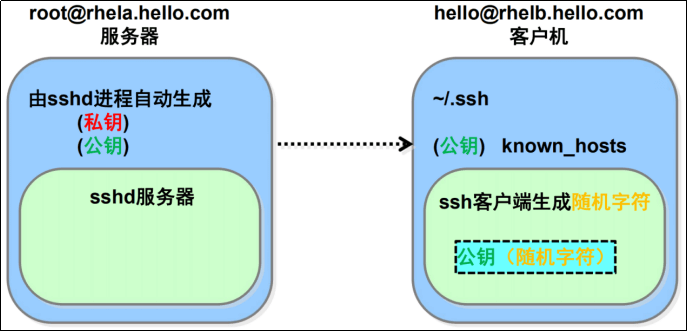 root@rhela.hello.com
服务器
由sshd进程自动生成
(私钥)
(公钥)
sshd服务器
hello@rhelb.hello.com
客户机
~/.ssh
(公钥) known_hosts
ssh客户端生成随机字符
公钥（随机字符）